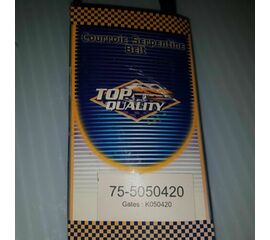 Courroie Serpentine
Belt
TOP
QUALITY
75-5050420
Gates : K050420